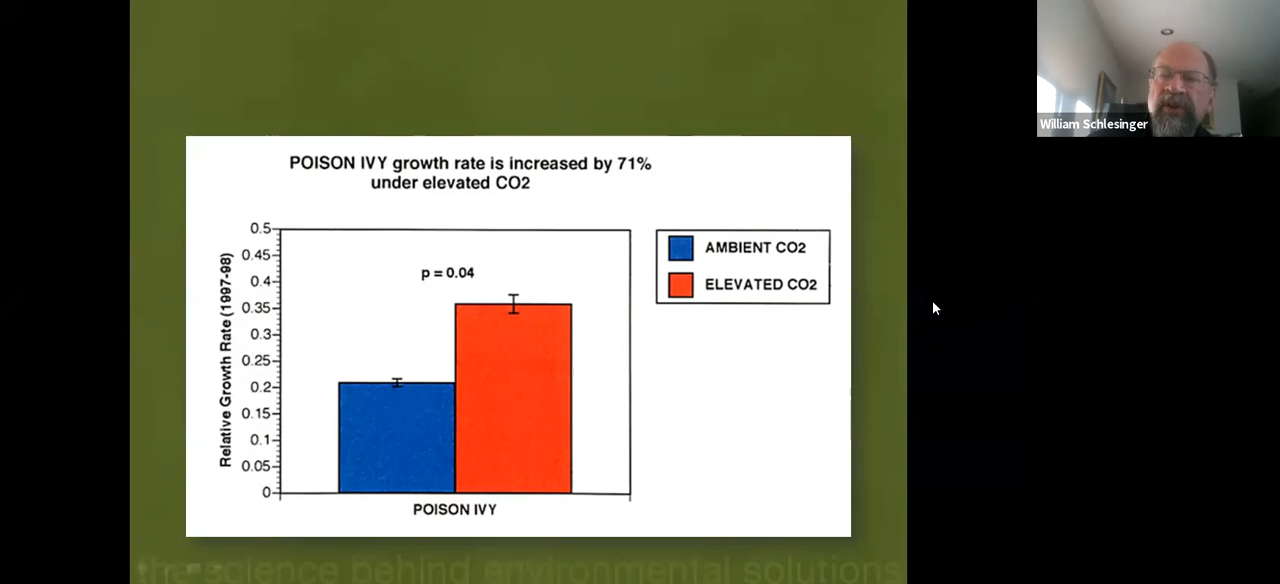 POISON IVY growth rate is increased by 71%
under elevated CO2
0.5
0.45
0.4
0.35
0.3
0.25
0.2
0.15
0.1
0.05
0
Relative Growth Rate (1997-98)
p = 0.04
POISON IVY
AMBIENT CO2
ELEVATED CO2
William Schlesinger
the science behind environmental solutions